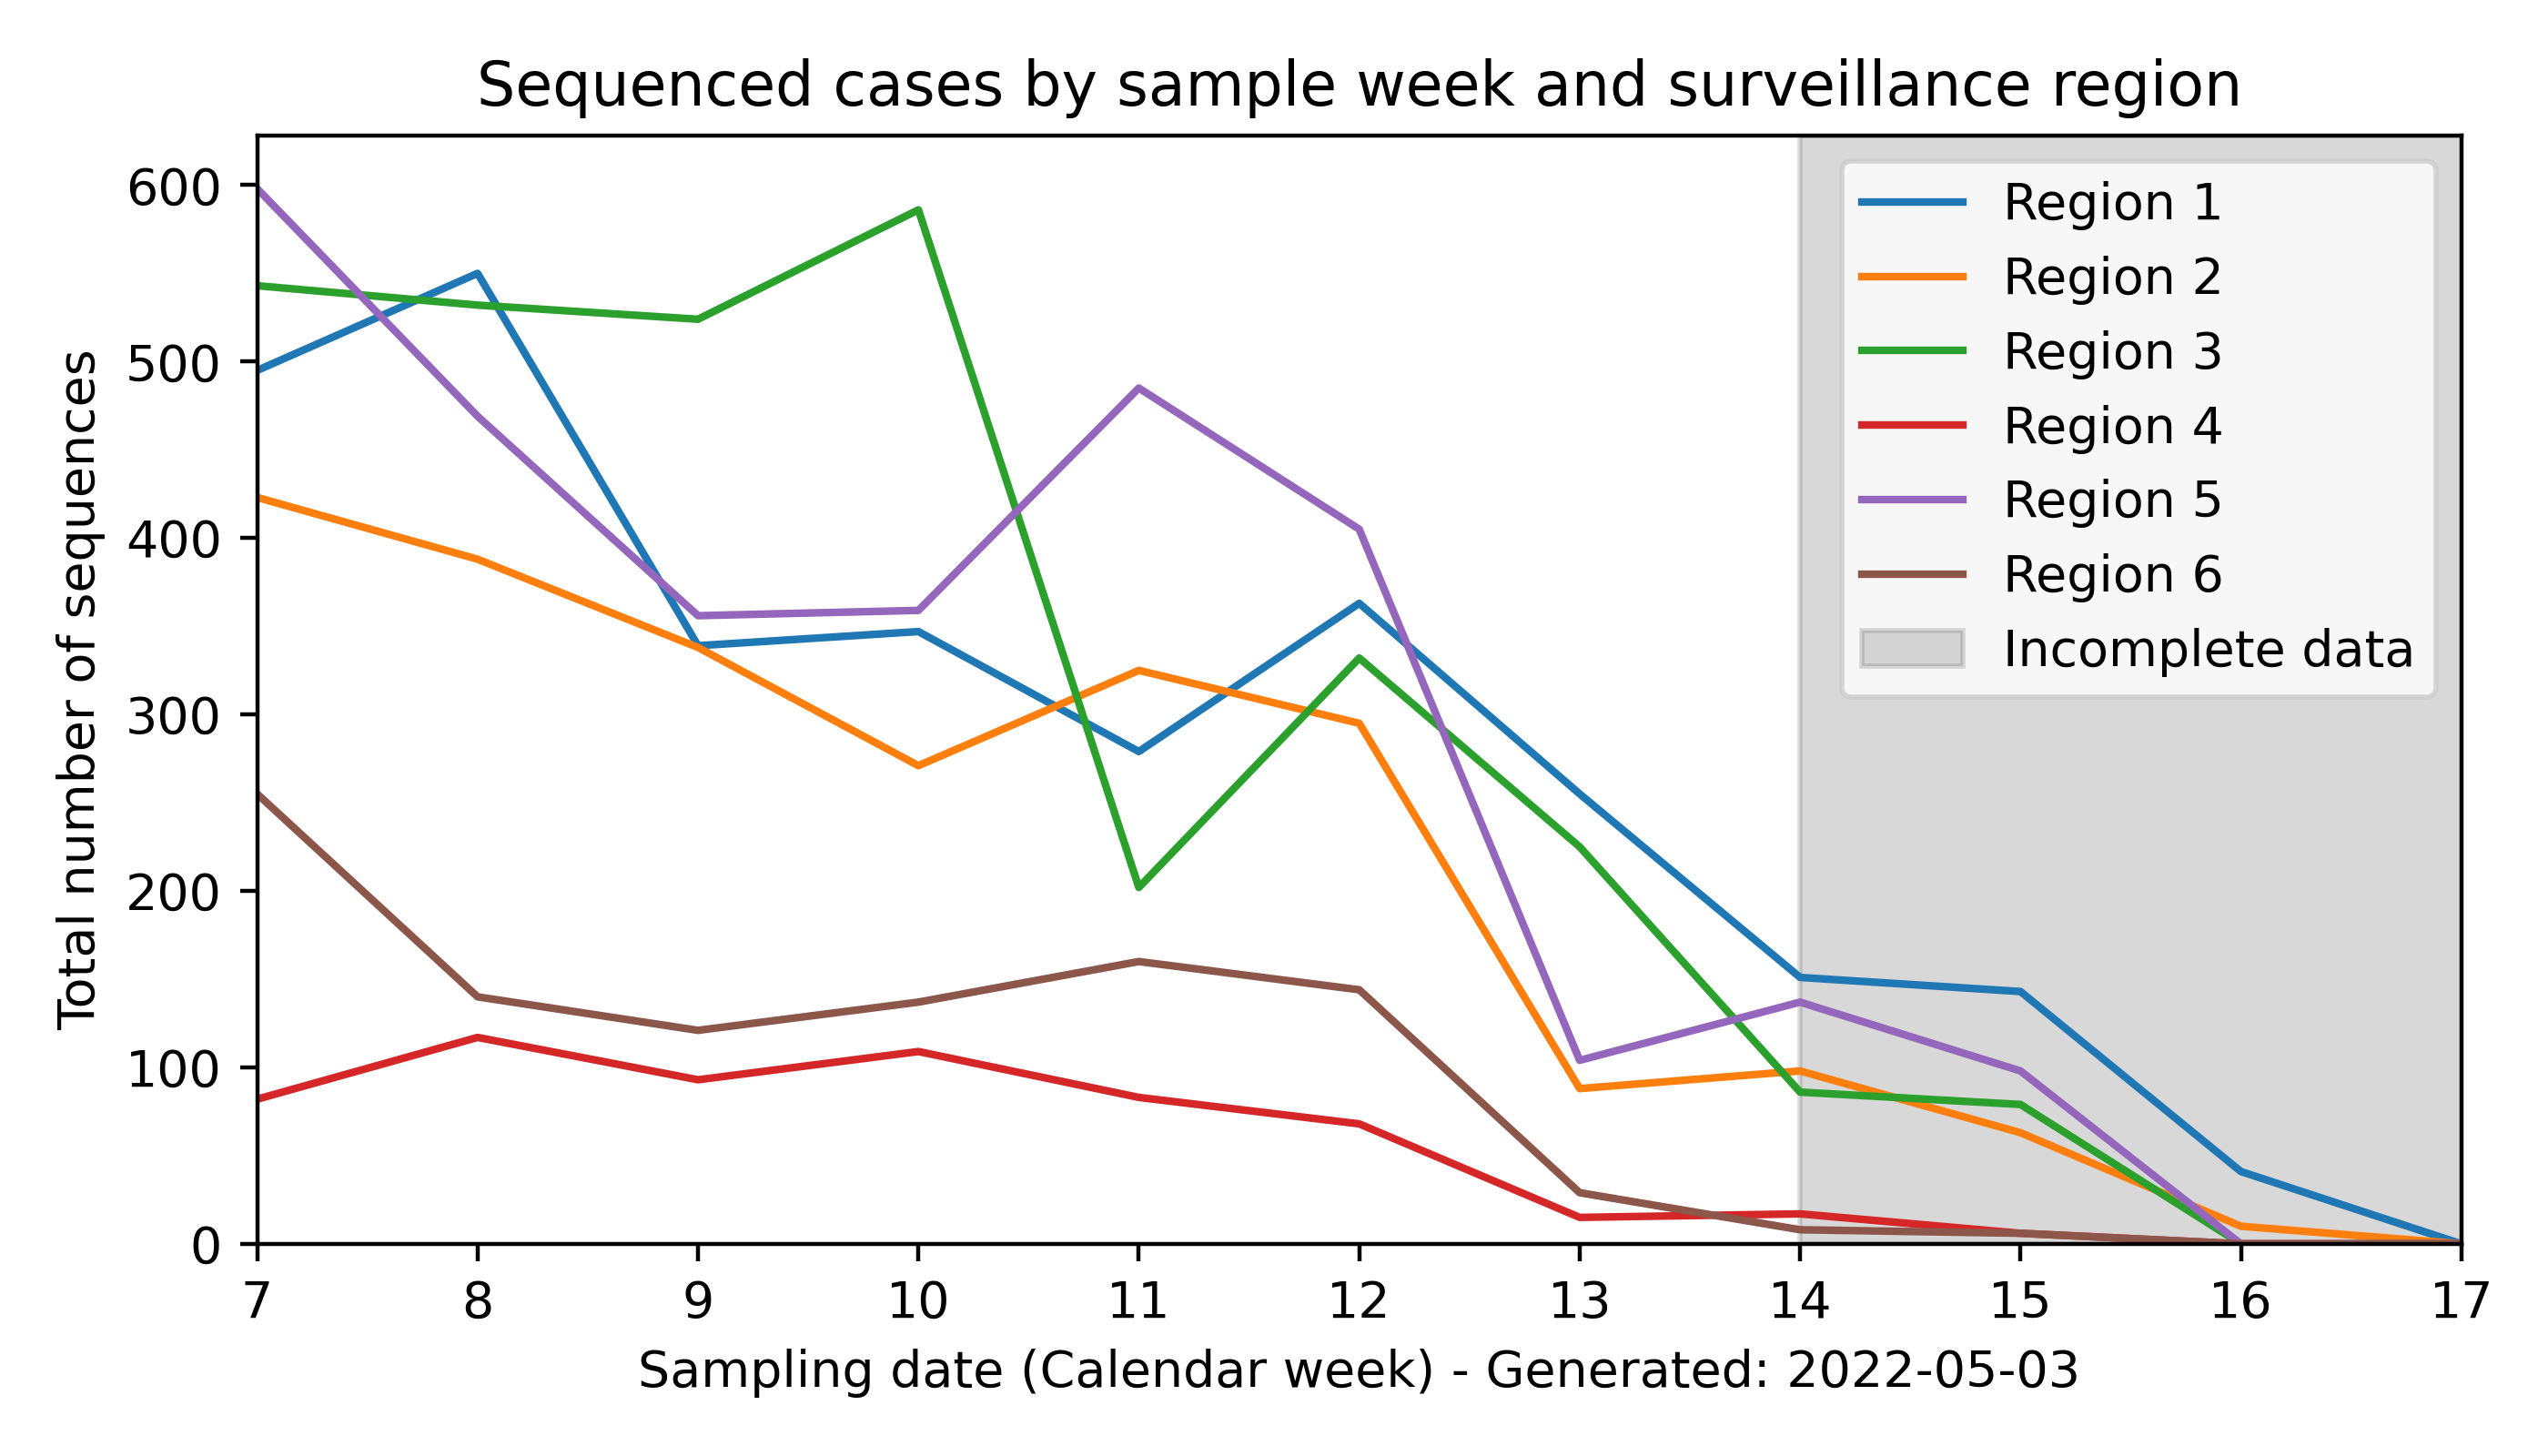 Sequenced cases by sample week and surveillance region
Total number of sequences
600
500
400
300
200
100
0
7 8 9 10 11 12 13 14 15 16 17
Sampling date (Calendar week) - Generated: 2022-05-03
Region 1
Region 2
Region 3
Region 4
Region 5
Region 6
Incomplete data